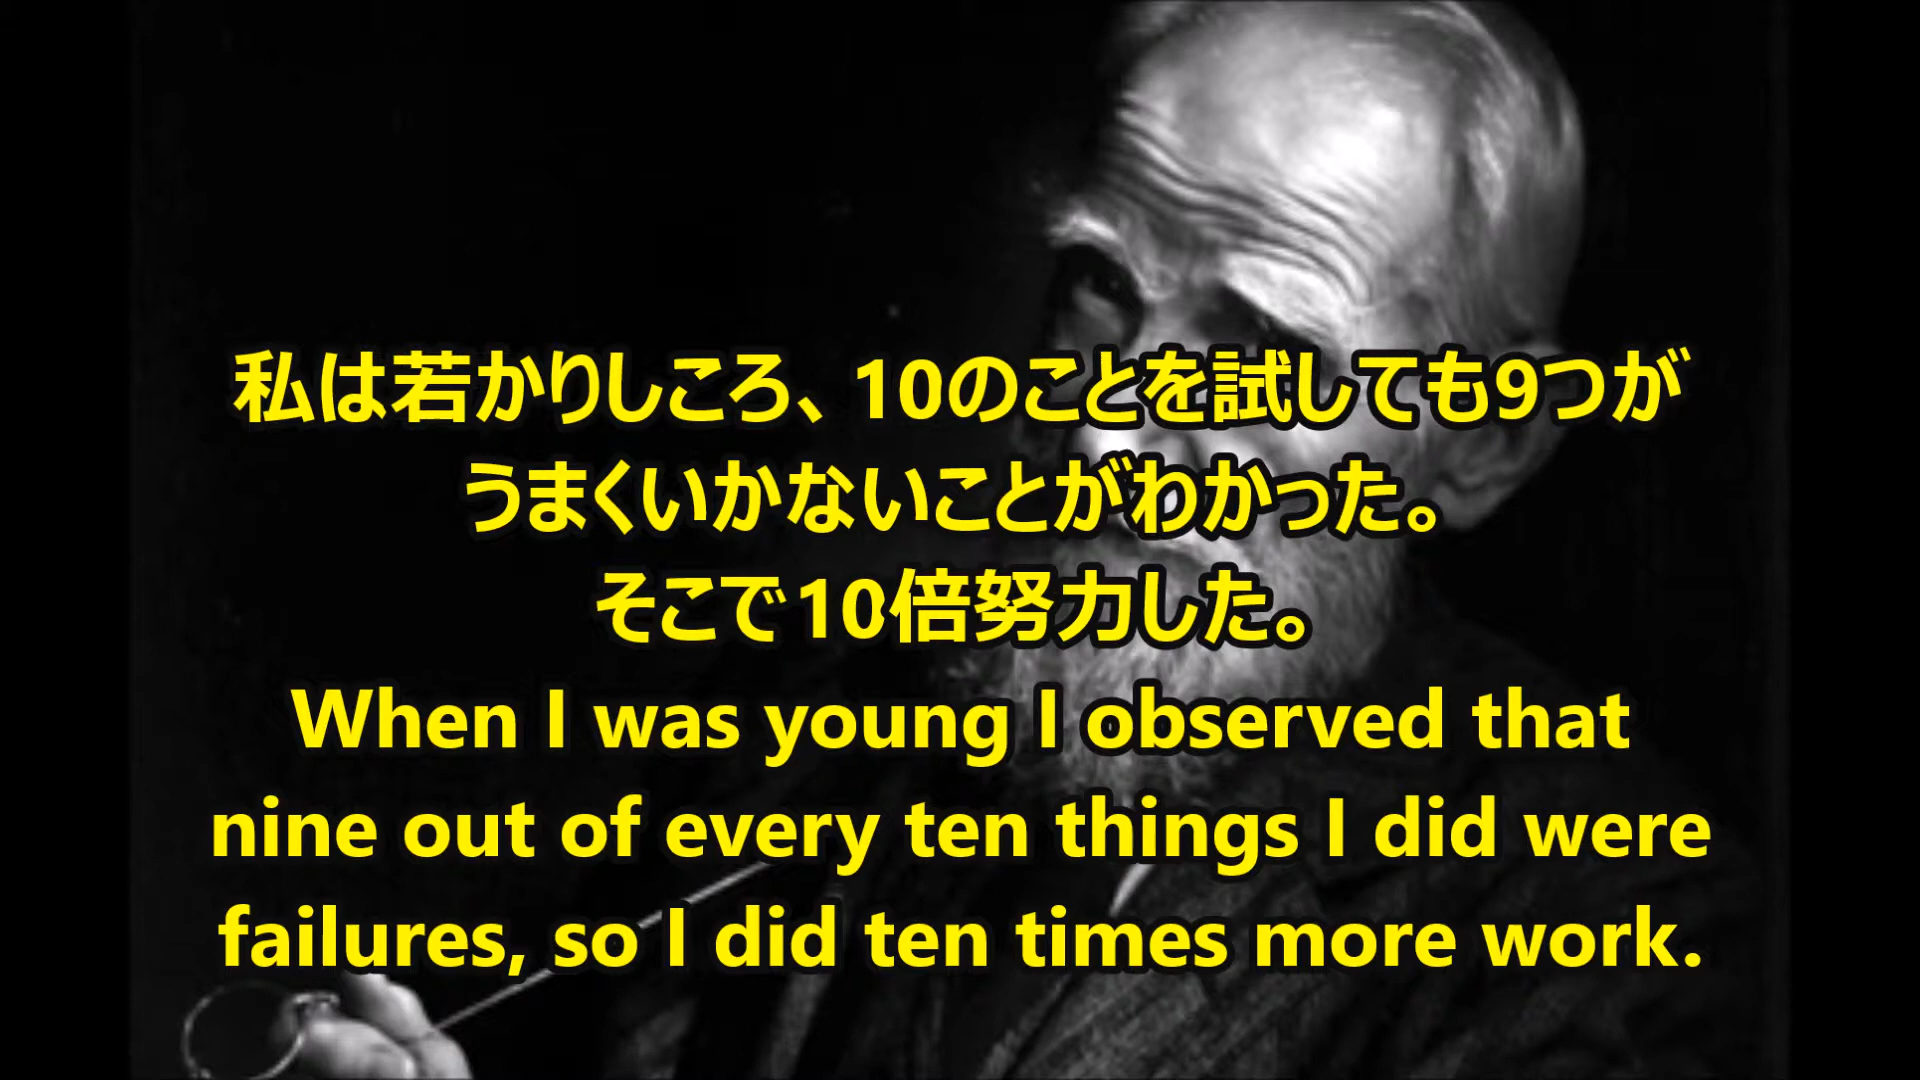 私は若かりしころ、10のことを試しても9つが
うまくいかないことがわかった。
そこで10倍努力した。
When I was young I observed that
nine out of every ten things I did were
failures, so I did ten times more work.